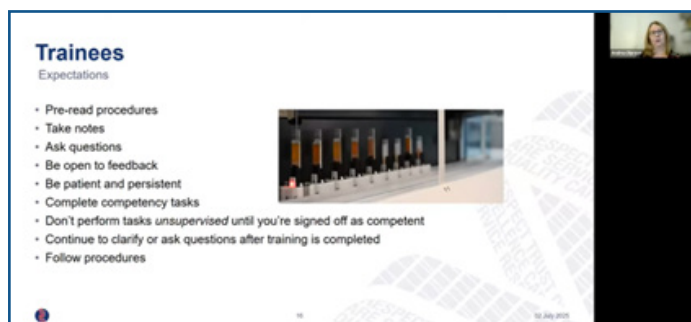 Trainees
Expectations
• Pre-read procedures
• Take notes
• Ask questions
• Be open to feedback
• Be patient and persistent
• Complete competency tasks
• Don't perform tasks unsupervised until you're signed off as competent
• Continue to clarify or ask questions after training is completed
• Follow procedures
02 July 2025